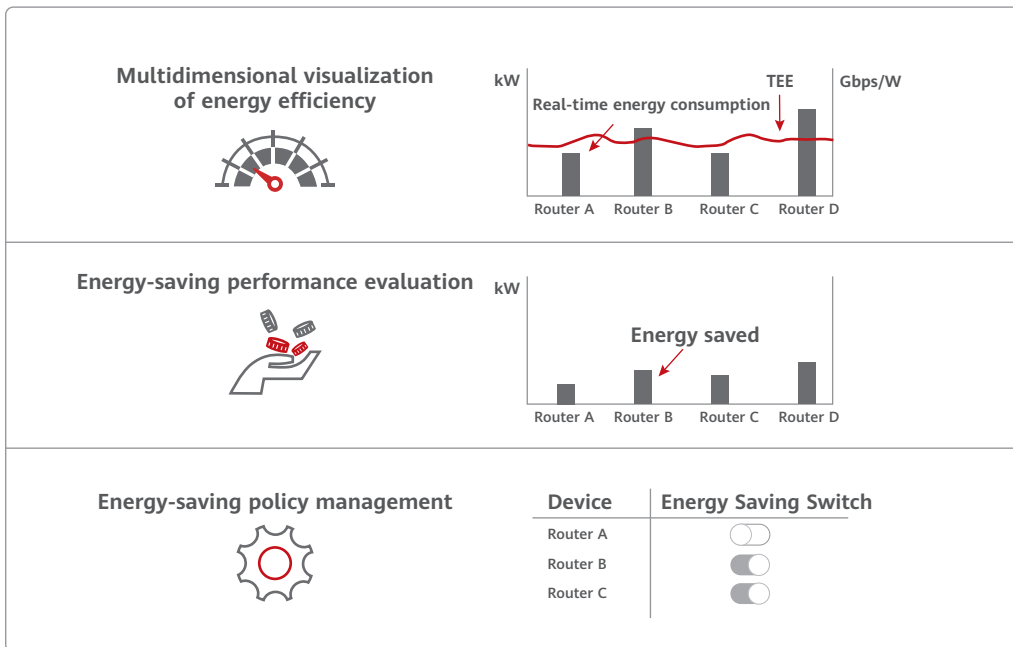 Multidimensional visualization
of energy efficiency
kW
TEE
Gbps/W
Real-time energy consumption
Router A Router B Router C Router D
Energy-saving performance evaluation
kW
Energy saved
Router A Router B Router C Router D
Energy-saving policy management
Device Energy Saving Switch
Router A
Router B
Router C